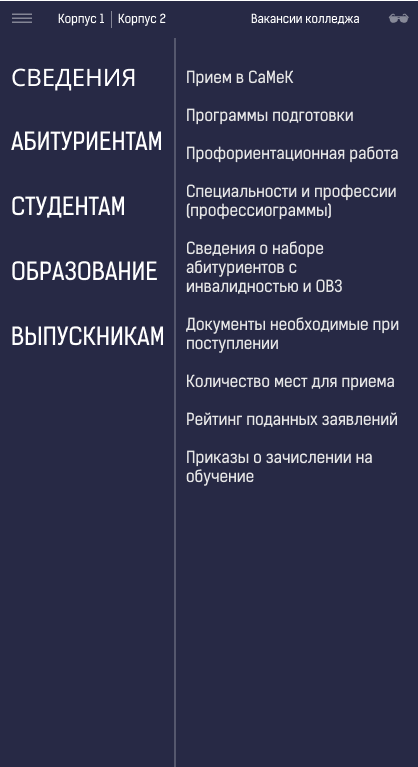 Корпус 1 | Корпус 2
Вакансии колледжа
СВЕДЕНИЯ
АБИТУРИЕНТАМ
СТУДЕНТАМ
ОБРАЗОВАНИЕ
ВЫПУСКНИКАМ
Прием в СаМеК
Программы подготовки
Профориентационная работа
Специальности и профессии
(профессиограммы)
Сведения о наборе
абитуриентов с
инвалидностью и ОВЗ
Документы необходимые при
поступлении
Количество мест для приема
Рейтинг поданных заявлений
Приказы о зачислении на
обучение